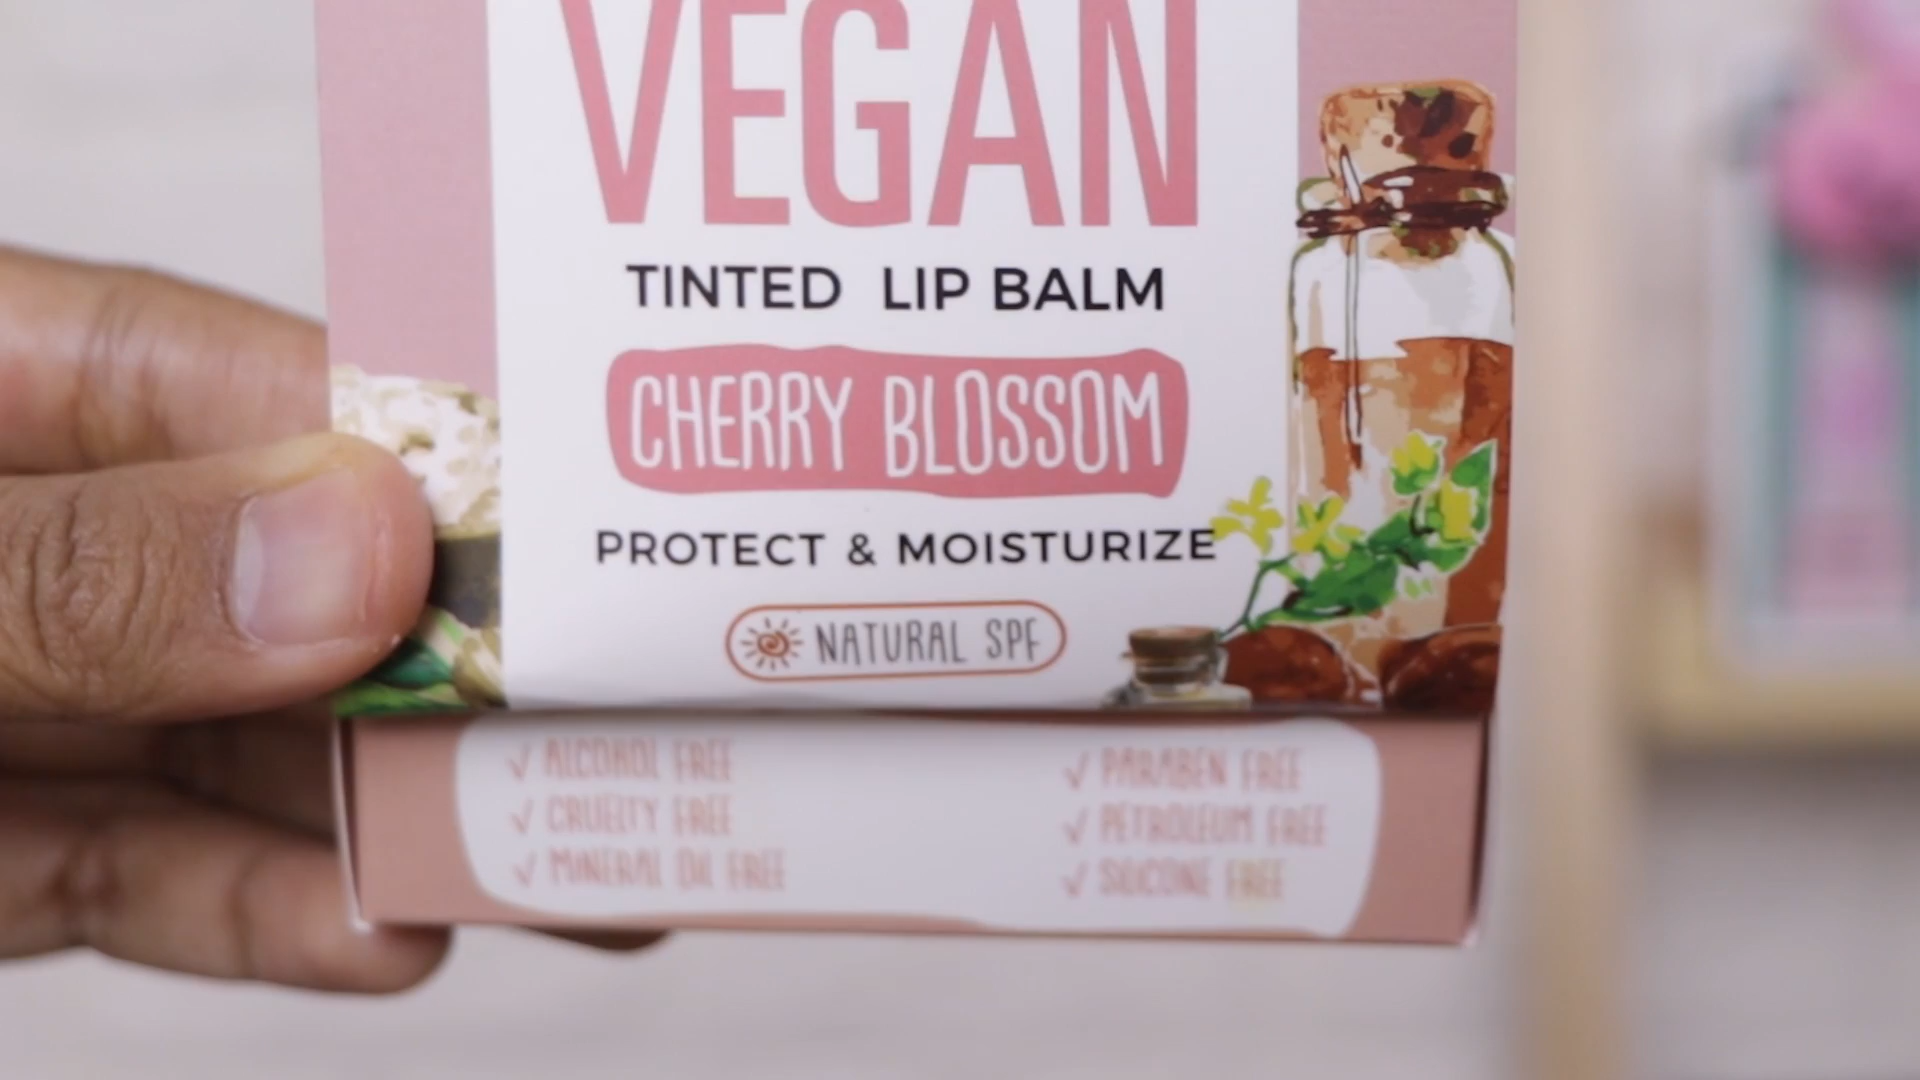 VEGAN
TINTED LIP BALM
CHERRY BLOSSOM
PROTECT & MOISTURIZE
NATURAL SPF
√ ALCOHOL FREE
√ CRUELTY FREE
√ MINERAL OIL FREE
√ PARABEN FREE
√ PETROLEUM FREE
√ SILICONE FREE